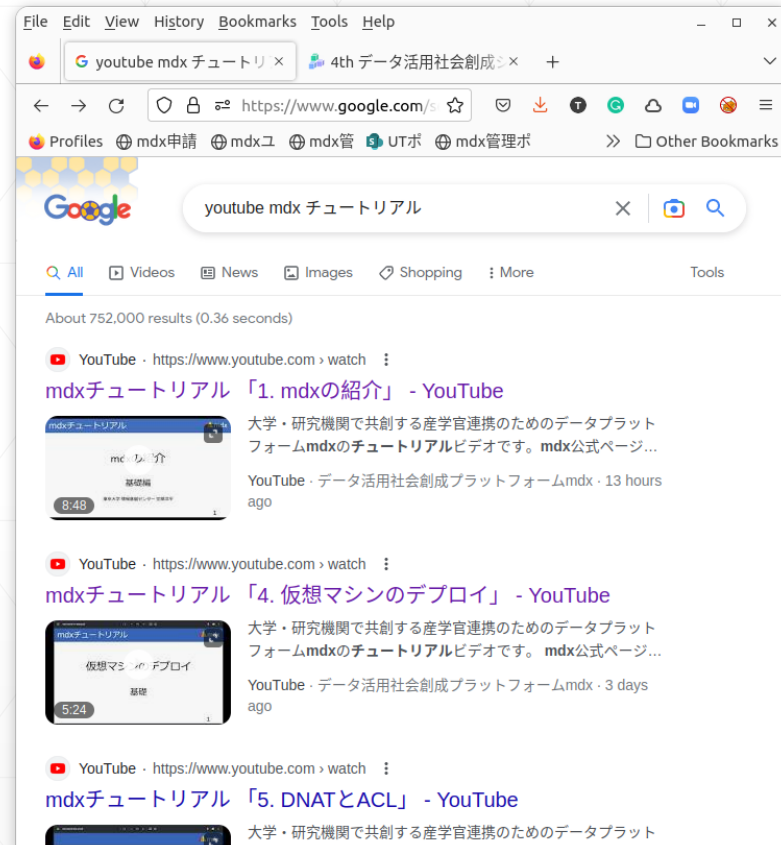 File Edit View History Bookmarks Tools Help
youtube mdx チュートリ
4th データ活用社会創成シ
https://www.google.com/s
Profiles mdx申請 mdxユ mdx管 UTポ mdx管理ポ Other Bookmarks
Google
youtube mdx チュートリアル
All Videos News Images Shopping More Tools
About 752,000 results (0.36 seconds)
YouTube · https://www.youtube.com › watch
mdxチュートリアル 「1. mdxの紹介」 - YouTube
mdxチュートリアル
基礎編
8:48
1
大学・研究機関で共創する産学官連携のためのデータプラット
フォームmdxのチュートリアルビデオです。mdx公式ページ...
YouTube · データ活用社会創成プラットフォームmdx · 13 hours
ago
YouTube · https://www.youtube.com › watch
mdxチュートリアル 「4. 仮想マシンのデプロイ」 - YouTube
mdxチュートリアル
仮想マシンのデプロイ
基礎
5:24
1
大学・研究機関で共創する産学官連携のためのデータプラット
フォームmdxのチュートリアルビデオです。 mdx公式ページ...
YouTube · データ活用社会創成プラットフォームmdx · 3 days
ago
YouTube · https://www.youtube.com › watch
mdxチュートリアル 「5. DNATとACL」 - YouTube
大学・研究機関で共創する産学官連携のためのデータプラット